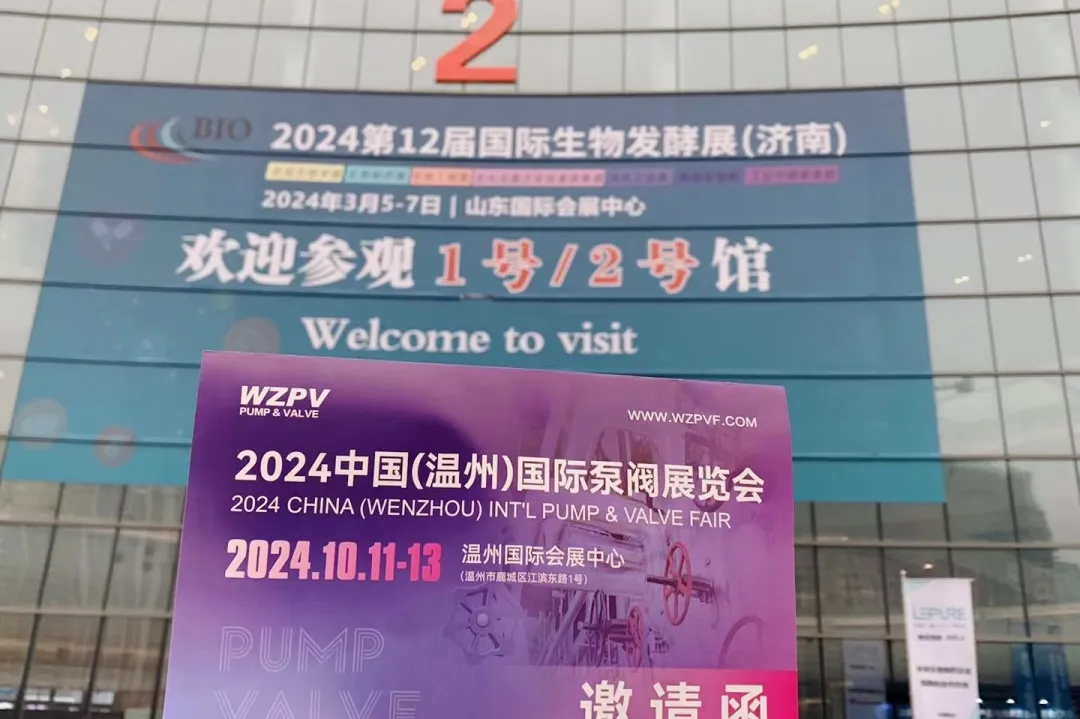 2
BIO
2024第12届国际生物发酵展(济南)
2024年3月5-7日 | 山东国际会展中心
欢迎参观 1号/2号馆
Welcome to visit
WZPV
PUMP & VALVE
WWW.WZPVF.COM
2024中国(温州)国际泵阀展览会
2024 CHINA (WENZHOU) INT'L PUMP & VALVE FAIR
2024.10.11-13
温州国际会展中心
(温州市鹿城区江滨东路1号)
PUMP
VALVE
邀请函
LEPURE